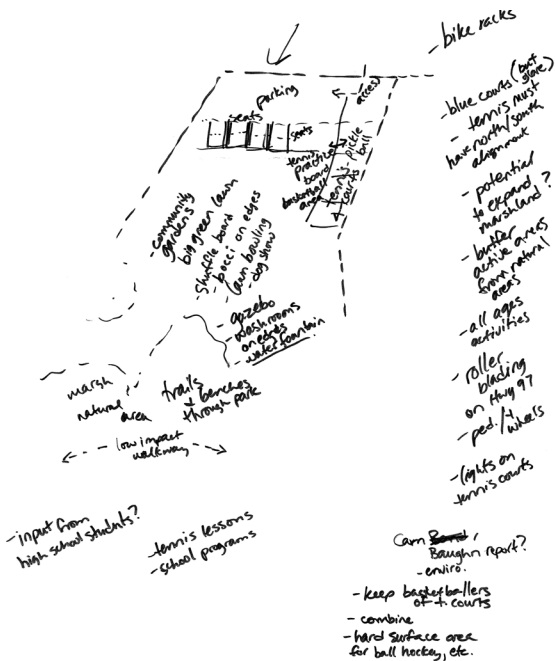 - bike racks
parking
access
seats
seats
- blue courts (but glare)
- tennis must
have north/south
alignment
tennis,
practice
board
basketball
area
tennis, pickle
ball
courts
- potential
to expand
marshland?
- community
gardens
big green lawn
- shuffle board
bocci on edges
lawn bowling
- dog show
- buffer
active areas
from natural
areas
- gazebo
- washrooms
on edges
- water fountain
- all ages
activities
marsh
natural
area
trails
+ benches
through park
- roller
blading
on Hwy 97
- ped. / + wheels
low impact
walkway
- lights on
tennis courts
- input from
high school students?
- tennis lessons
- school programs
Cam
Baughn report?
- enviro.
- keep basketballers
of t. courts
- combine
- hard surface area
for ball hockey, etc.